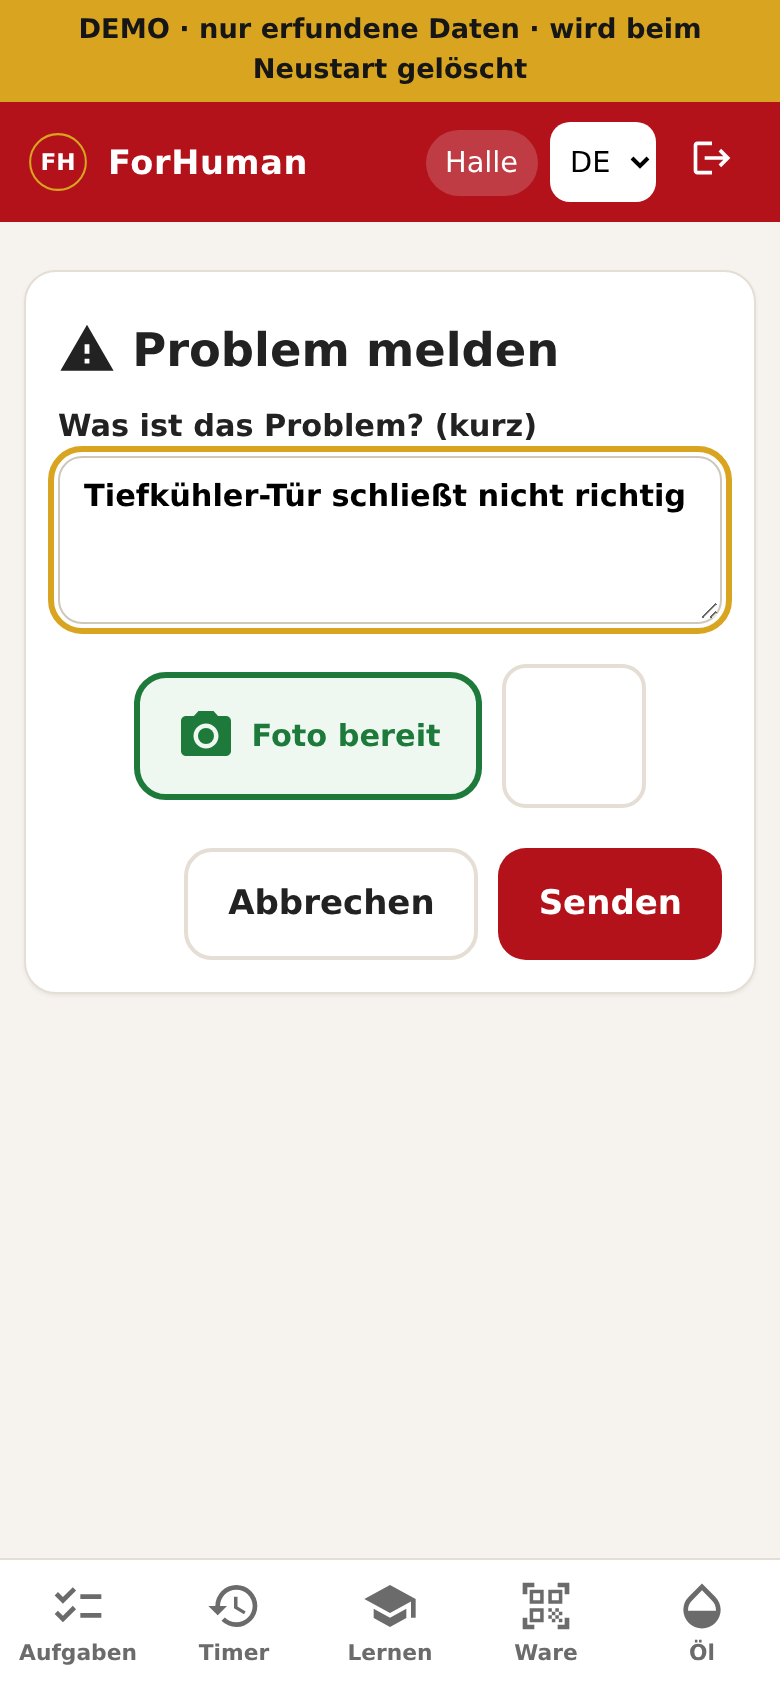 DEMO · nur erfundene Daten · wird beim
Neustart gelöscht
FH ForHuman Halle DE
Problem melden
Was ist das Problem? (kurz)
Tiefkühler-Tür schließt nicht richtig
Foto bereit
Abbrechen Senden
Aufgaben Timer Lernen Ware Öl